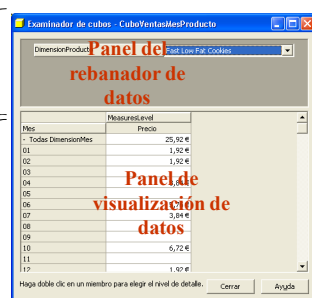 Examinador de cubos - CuboVentasMesProducto
DimensionProducto
Fast Low Fat Cookies
Panel del
rebanador de
datos
MeasuresLevel
Mes Precio
- Todas DimensionMes 25,92 €
01 1,92 €
02 1,92 €
03
04
05
06
07 3,84 €
08
09
10 6,72 €
11
12 1,92 €
Panel de
visualización de
datos
Haga doble clic en un miembro para elegir el nivel de detalle.
Cerrar
Ayuda